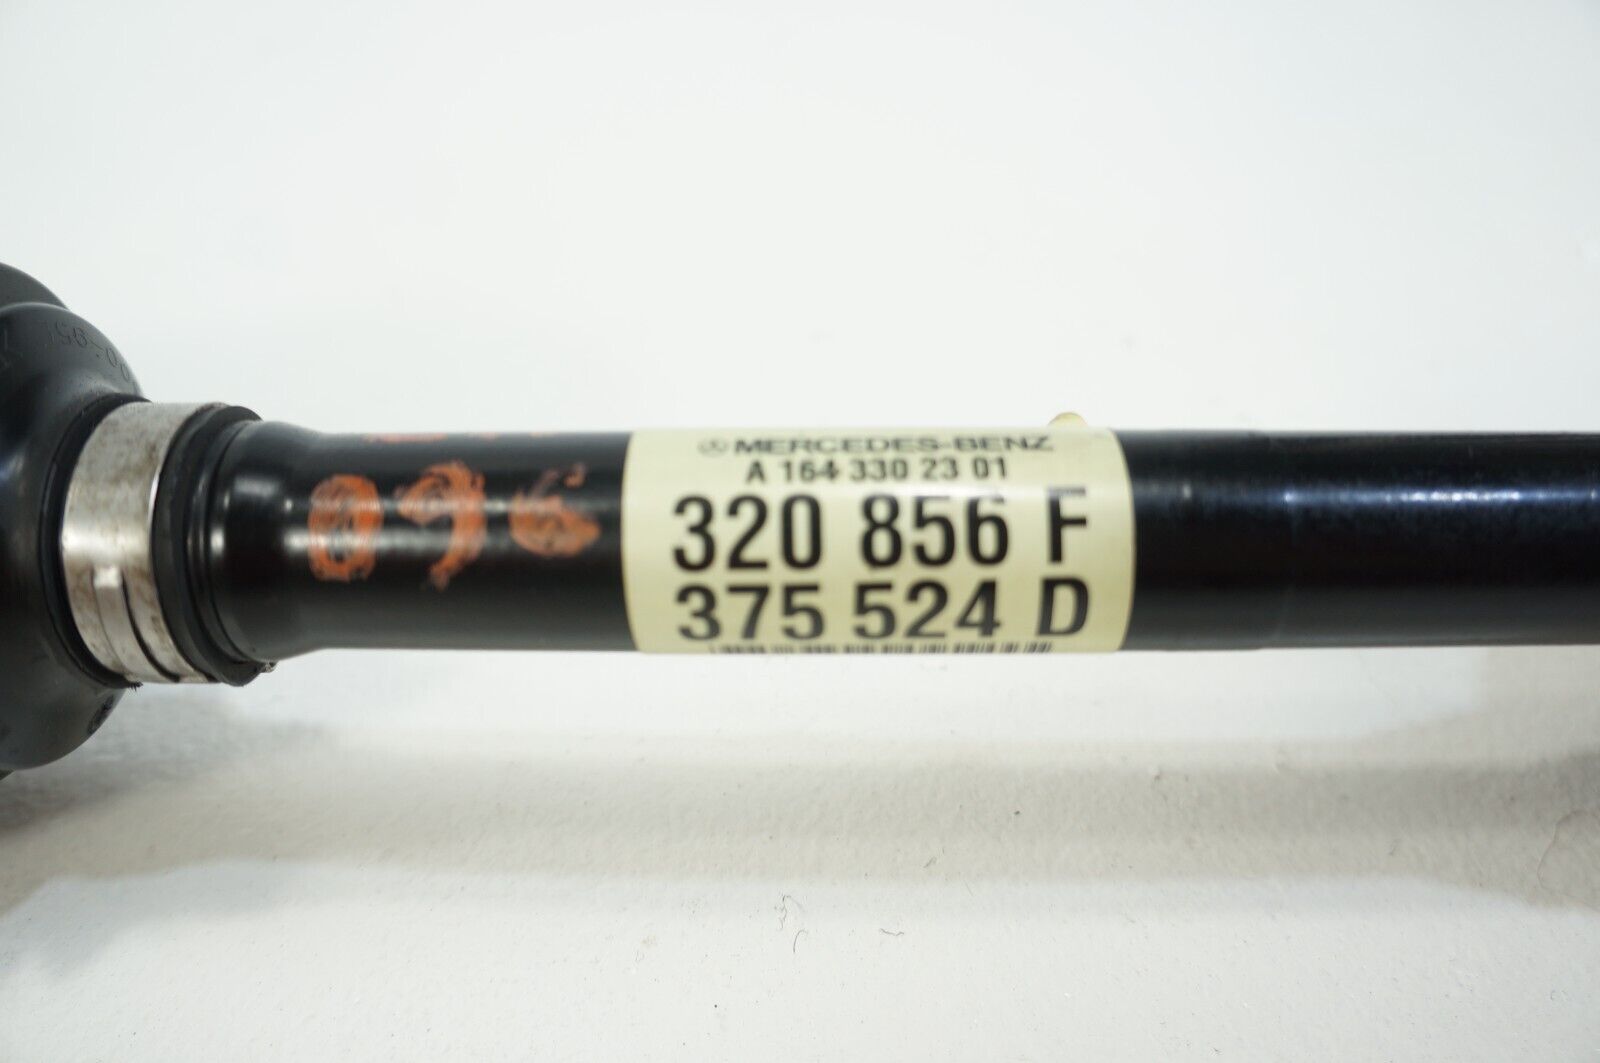 MERCEDES-BENZ
A 164 330 23 01
320 856 F
375 524 D